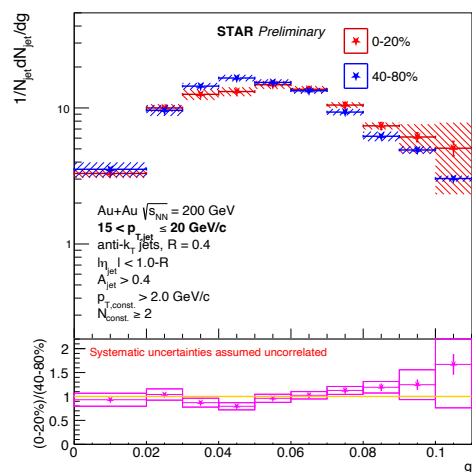 STAR Preliminary
0-20%
40-80%
1/N_jet dN_jet/dg
10
1
Au+Au √s_NN = 200 GeV
15 < p_T,jet ≤ 20 GeV/c
anti-k_T jets, R = 0.4
|η_jet| < 1.0-R
A_jet > 0.4
p_T,const. > 2.0 GeV/c
N_const. ≥ 2
(0-20%)/(40-80%)
2
1.5
1
0.5
0
Systematic uncertainties assumed uncorrelated
0 0.02 0.04 0.06 0.08 0.1
g